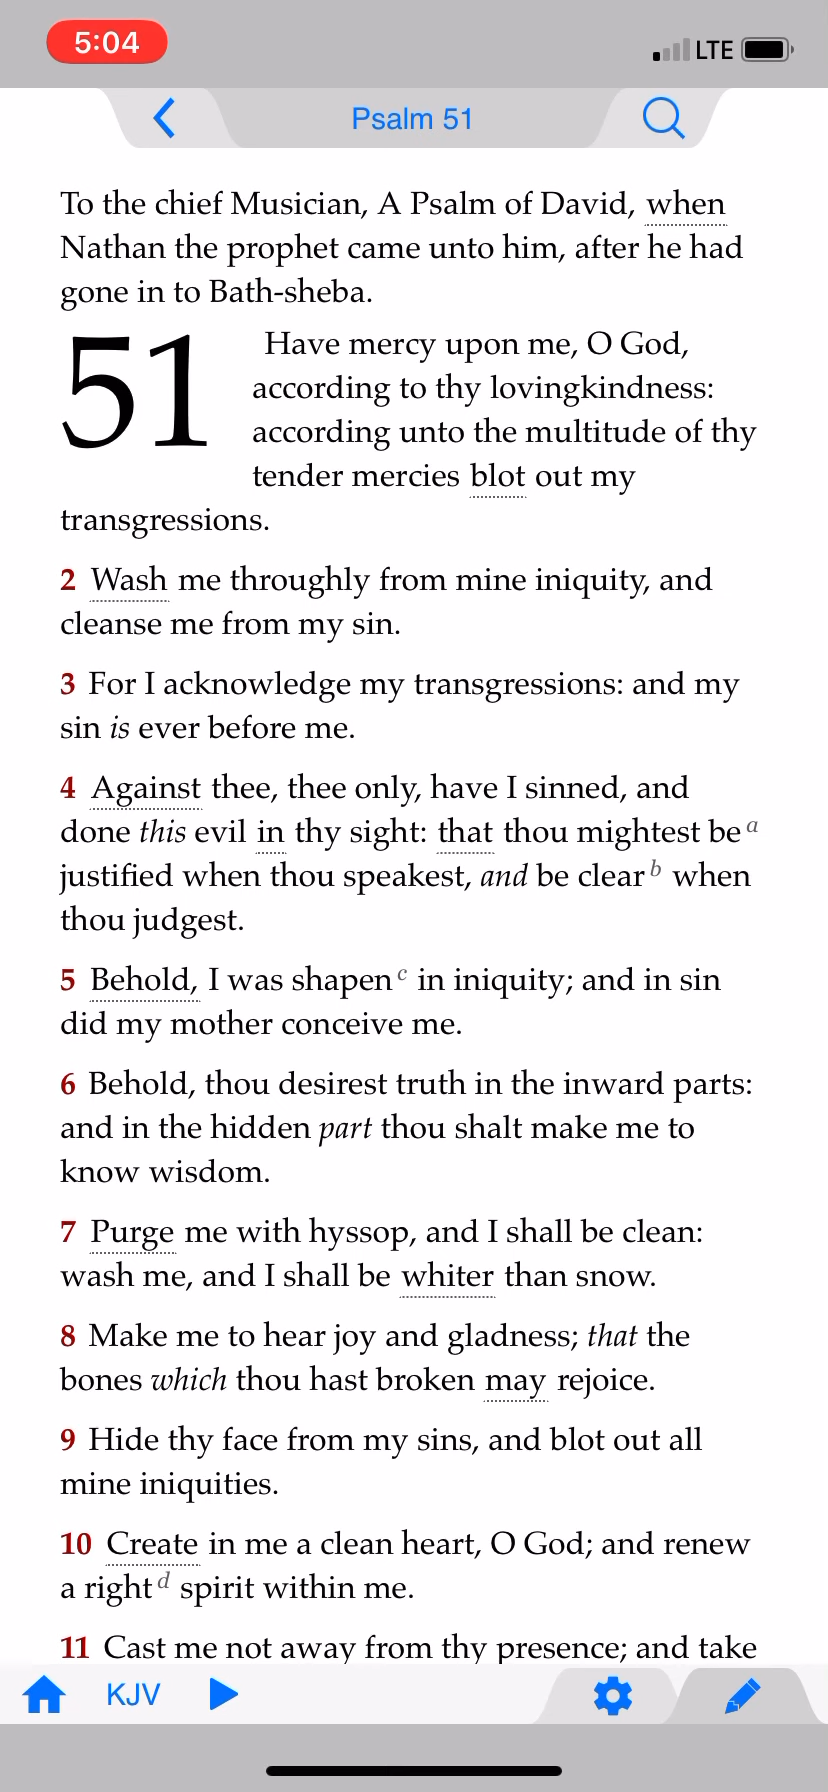 5:04
LTE
Psalm 51
To the chief Musician, A Psalm of David, when
Nathan the prophet came unto him, after he had
gone in to Bath-sheba.
51 Have mercy upon me, O God,
according to thy lovingkindness:
according unto the multitude of thy
tender mercies blot out my
transgressions.
2 Wash me throughly from mine iniquity, and
cleanse me from my sin.
3 For I acknowledge my transgressions: and my
sin is ever before me.
4 Against thee, thee only, have I sinned, and
done this evil in thy sight: that thou mightest be a
justified when thou speakest, and be clear b when
thou judgest.
5 Behold, I was shapen c in iniquity; and in sin
did my mother conceive me.
6 Behold, thou desirest truth in the inward parts:
and in the hidden part thou shalt make me to
know wisdom.
7 Purge me with hyssop, and I shall be clean:
wash me, and I shall be whiter than snow.
8 Make me to hear joy and gladness; that the
bones which thou hast broken may rejoice.
9 Hide thy face from my sins, and blot out all
mine iniquities.
10 Create in me a clean heart, O God; and renew
a right d spirit within me.
11 Cast me not away from thy presence; and take
KJV